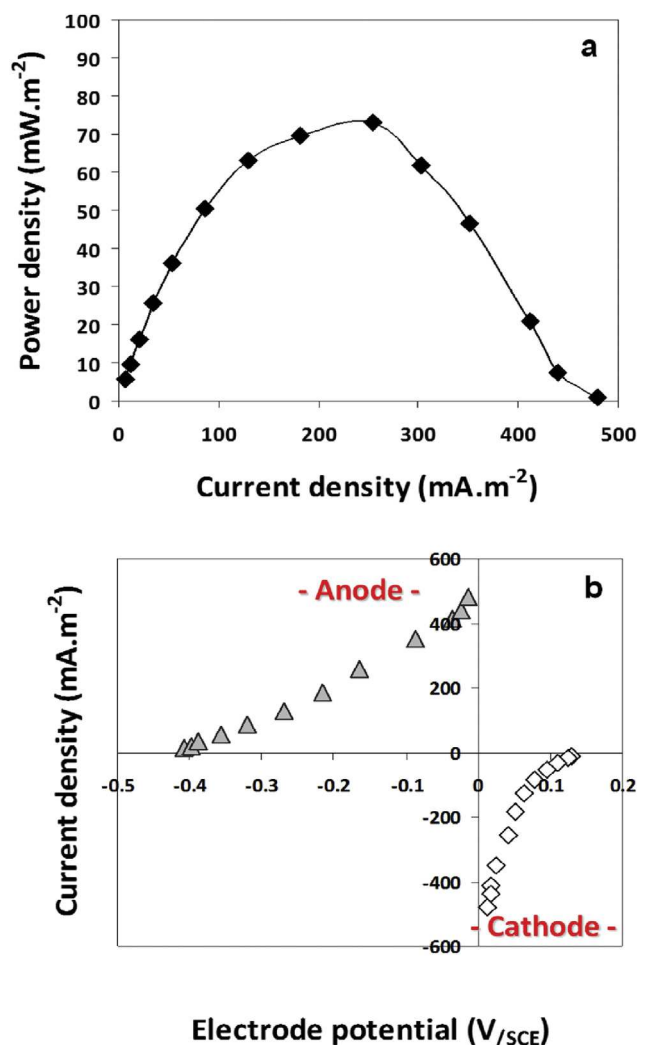 a
Power density (mW.m-2)
100
90
80
70
60
50
40
30
20
10
0
0 100 200 300 400 500
Current density (mA.m-2)
b
- Anode -
Current density (mA.m-2)
600
400
200
0
-0.5 -0.4 -0.3 -0.2 -0.1 0 0.1 0.2
-200
-400
-600
- Cathode -
Electrode potential (V/SCE)